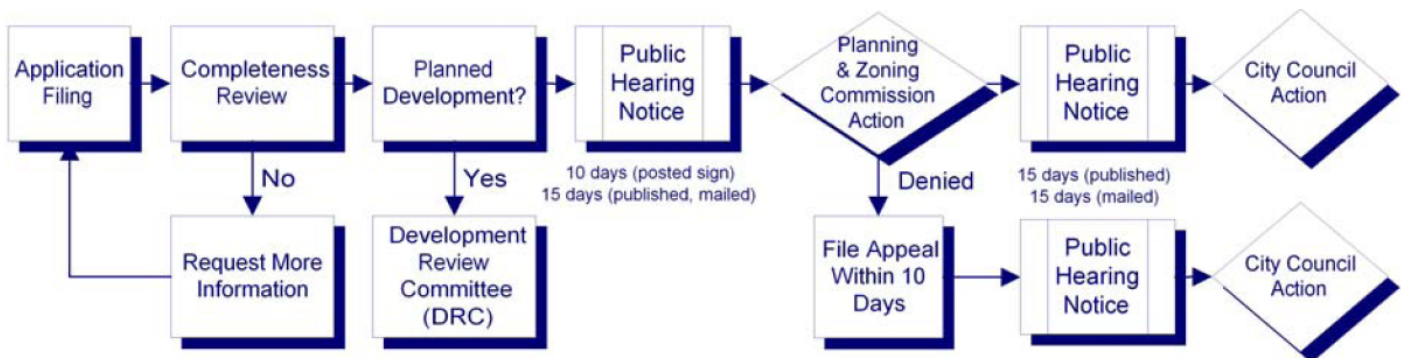 Application
Filing
Completeness
Review
Planned
Development?
Public
Hearing
Notice
Planning
& Zoning
Commission
Action
Public
Hearing
Notice
City Council
Action
No
Yes
10 days (posted sign)
15 days (published, mailed)
Denied
15 days (published)
15 days (mailed)
Request More
Information
Development
Review
Committee
(DRC)
File Appeal
Within 10
Days
Public
Hearing
Notice
City Council
Action